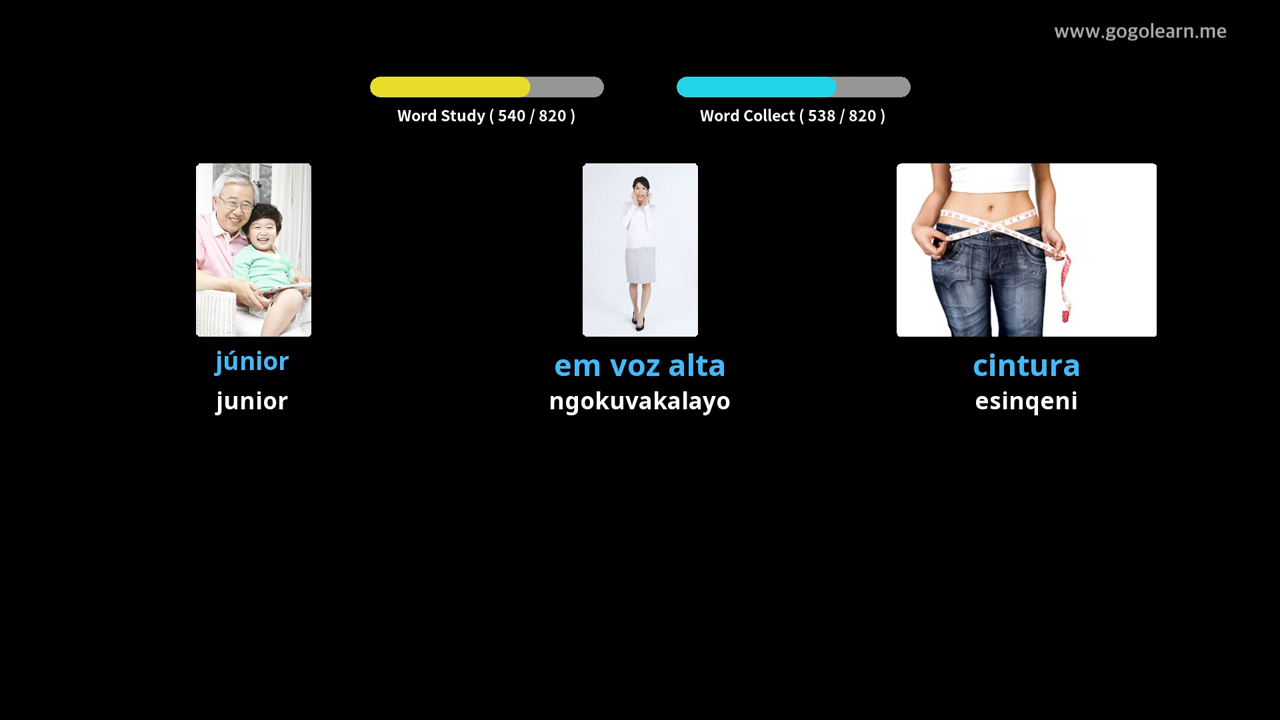 www.gogolearn.me
Word Study ( 540 / 820 )
Word Collect ( 538 / 820 )
júnior
junior
em voz alta
ngokuvakalayo
cintura
esinqeni